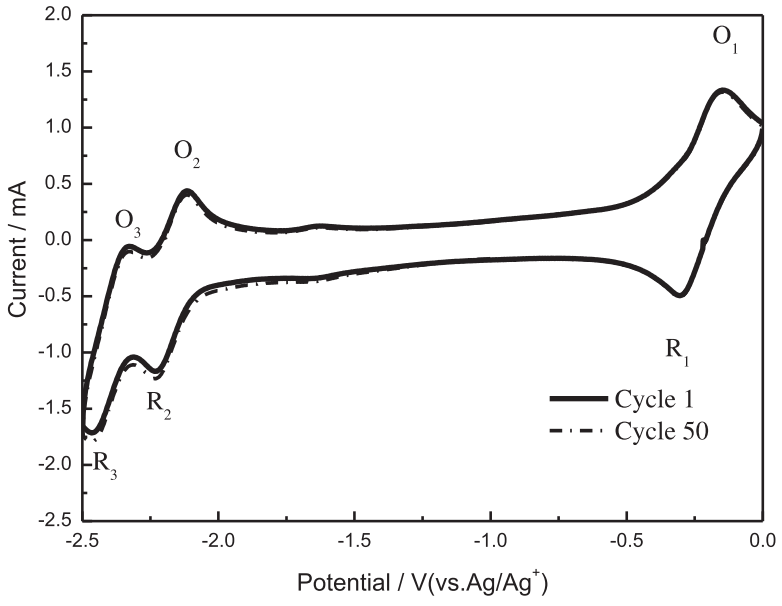 2.0
1.5
1.0
0.5
0.0
-0.5
-1.0
-1.5
-2.0
-2.5
Current / mA
O₁
O₂
O₃
R₁
R₂
R₃
Cycle 1
Cycle 50
-2.5 -2.0 -1.5 -1.0 -0.5 0.0
Potential / V(vs.Ag/Ag⁺)